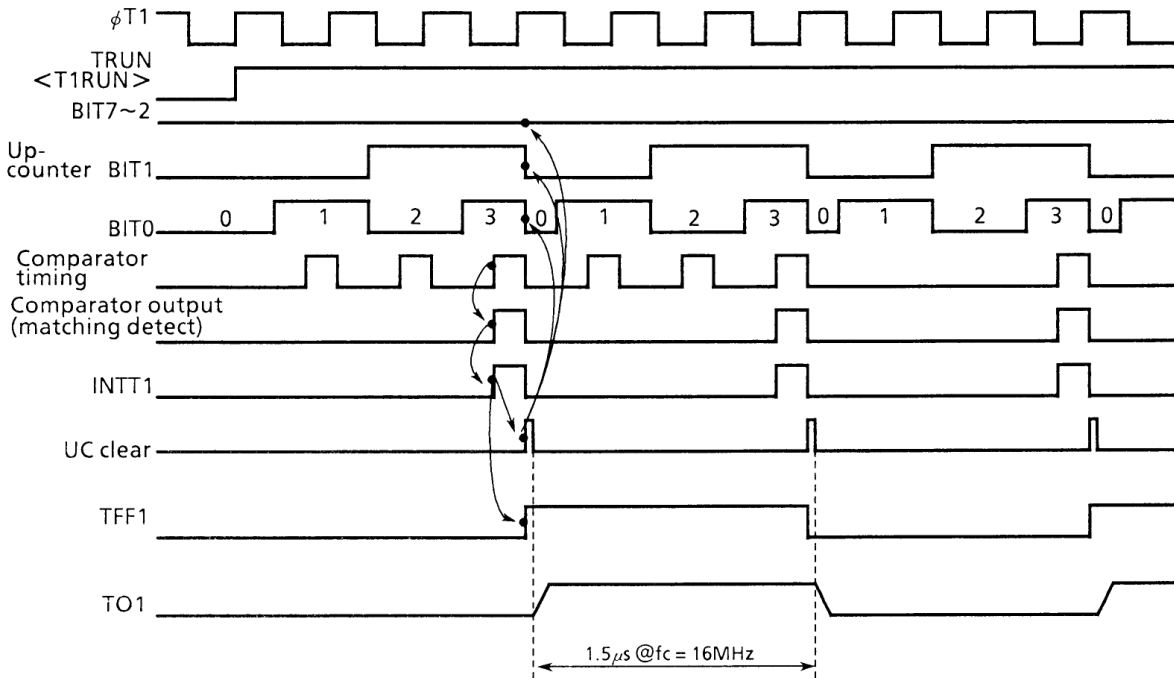 φT1
TRUN
<T1RUN>
BIT7~2
Up-
counter BIT1
BIT0 0 1 2 3 0 1 2 3 0 1 2 3 0
Comparator
timing
Comparator output
(matching detect)
INTT1
UC clear
TFF1
TO1
1.5μs @fc = 16MHz